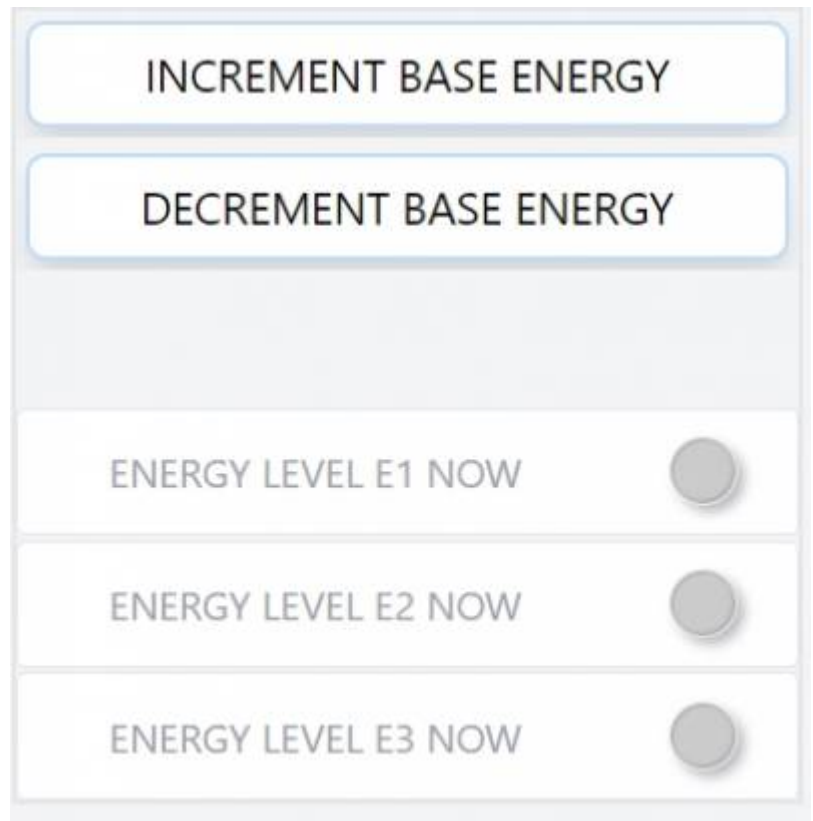 INCREMENT BASE ENERGY
DECREMENT BASE ENERGY
ENERGY LEVEL E1 NOW
ENERGY LEVEL E2 NOW
ENERGY LEVEL E3 NOW